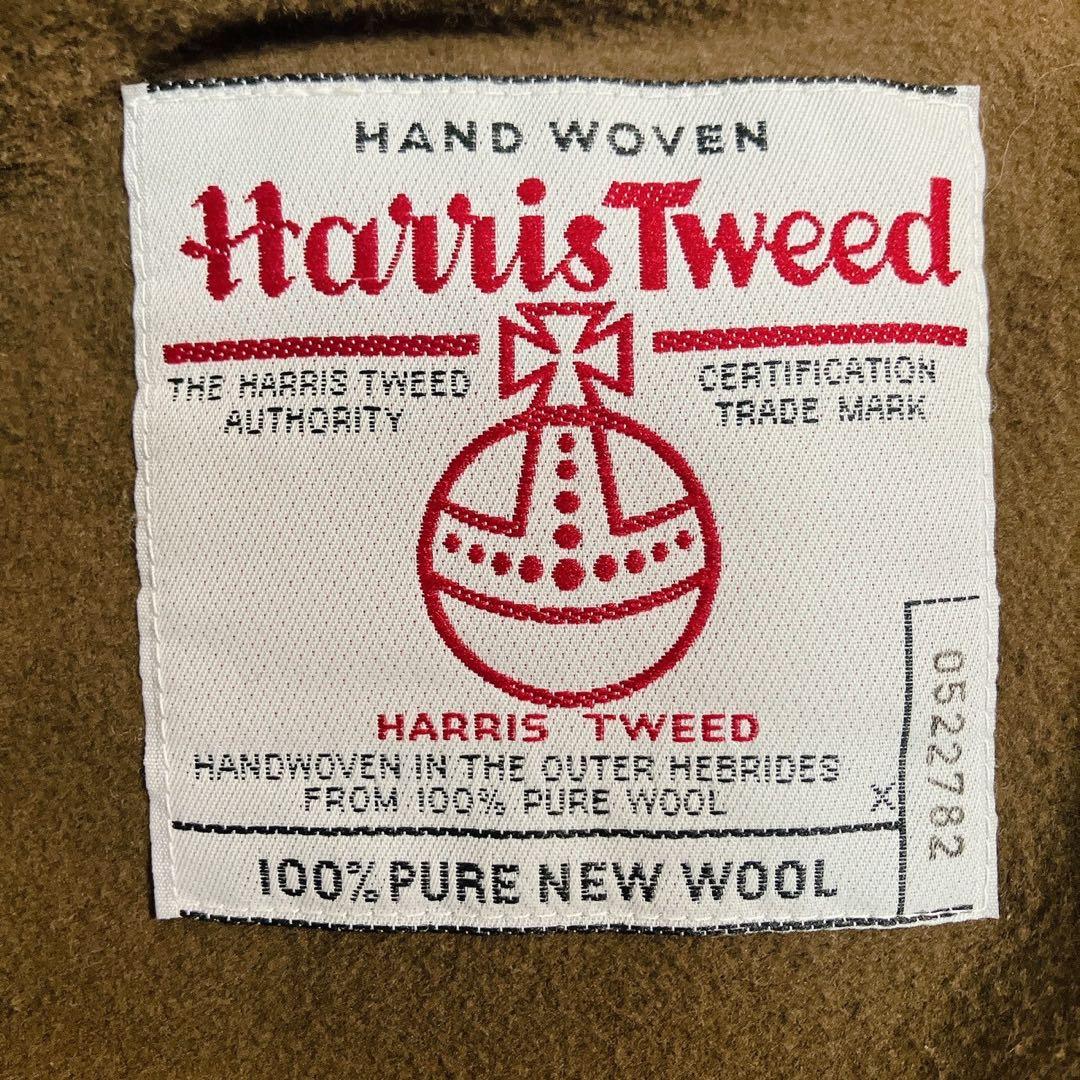 HAND WOVEN
Harris Tweed
THE HARRIS TWEED
AUTHORITY
CERTIFICATION
TRADE MARK
HARRIS TWEED
HANDWOVEN IN THE OUTER HEBRIDES
FROM 100% PURE WOOL
X
0522782
100% PURE NEW WOOL